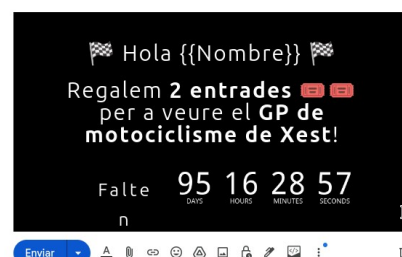 🏁 Hola {{Nombre}} 🏁
Regalem 2 entrades 🎟️ 🎟️
per a veure el GP de
motociclisme de Xest!
Falte
n
95 16 28 57
DAYS HOURS MINUTES SECONDS
Enviar